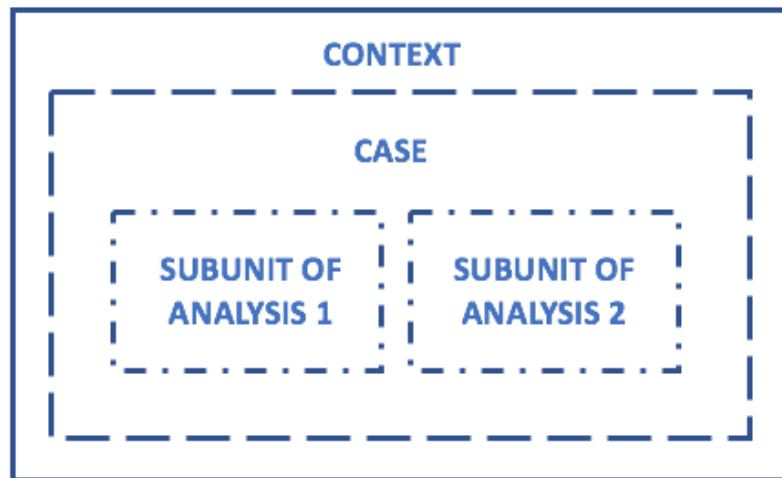 CONTEXT
CASE
SUBUNIT OF
ANALYSIS 1
SUBUNIT OF
ANALYSIS 2